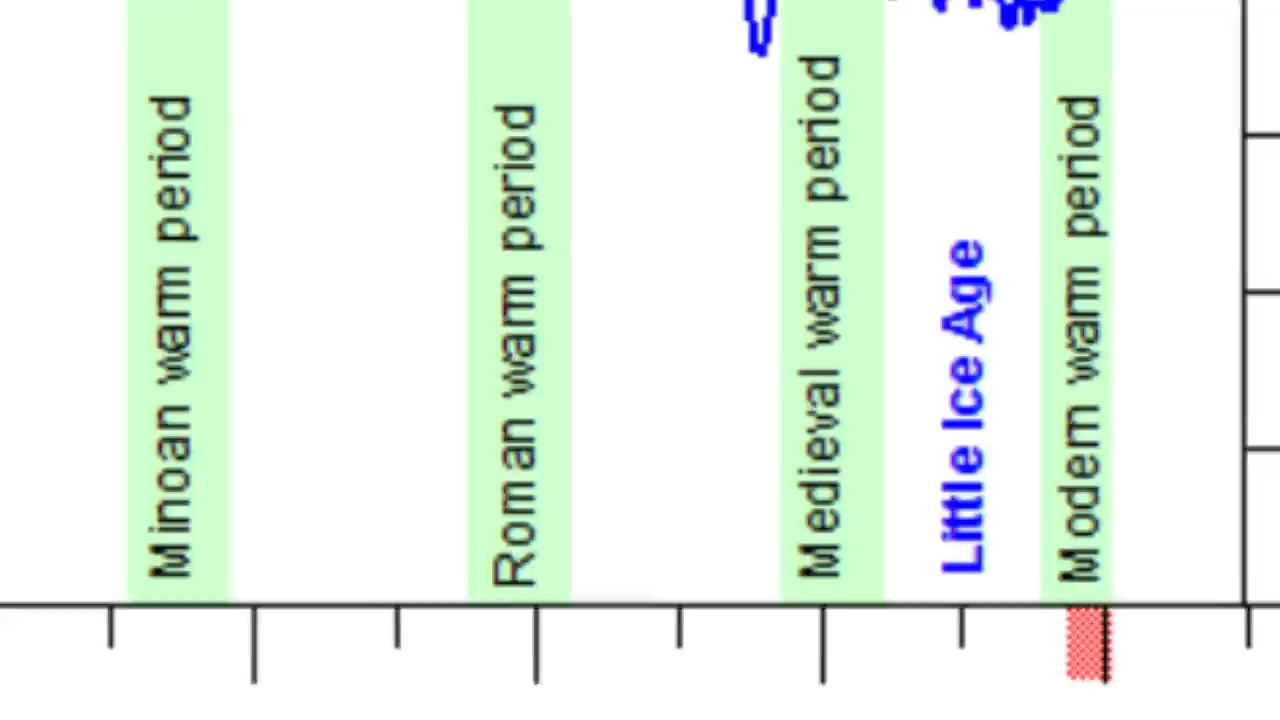 Minoan warm period
Roman warm period
Medieval warm period
Little Ice Age
Modern warm period